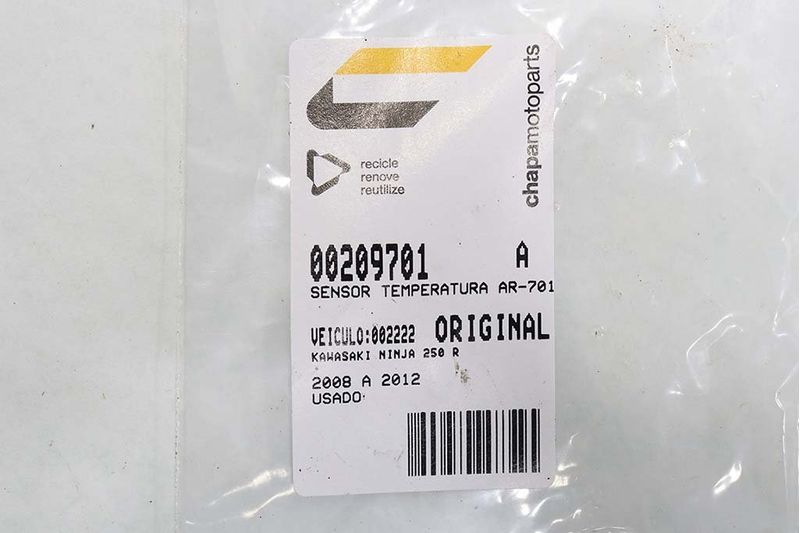 chapamotoparts
recicle
renove
reutilize
00209701 A
SENSOR TEMPERATURA AR-701
VEICULO:002222 ORIGINAL
KAWASAKI NINJA 250 R
2008 A 2012
USADO